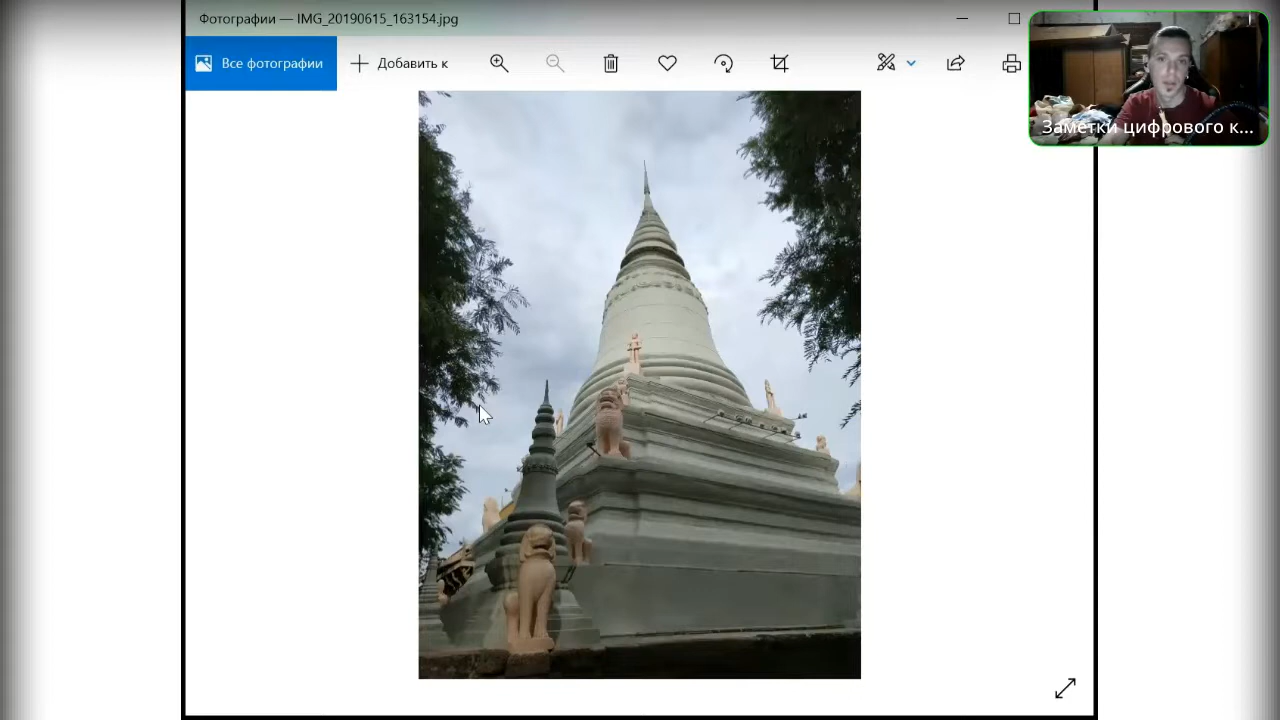 Фотографии — IMG_20190615_163154.jpg
Все фотографии
Добавить к
Заметки цифрового к...